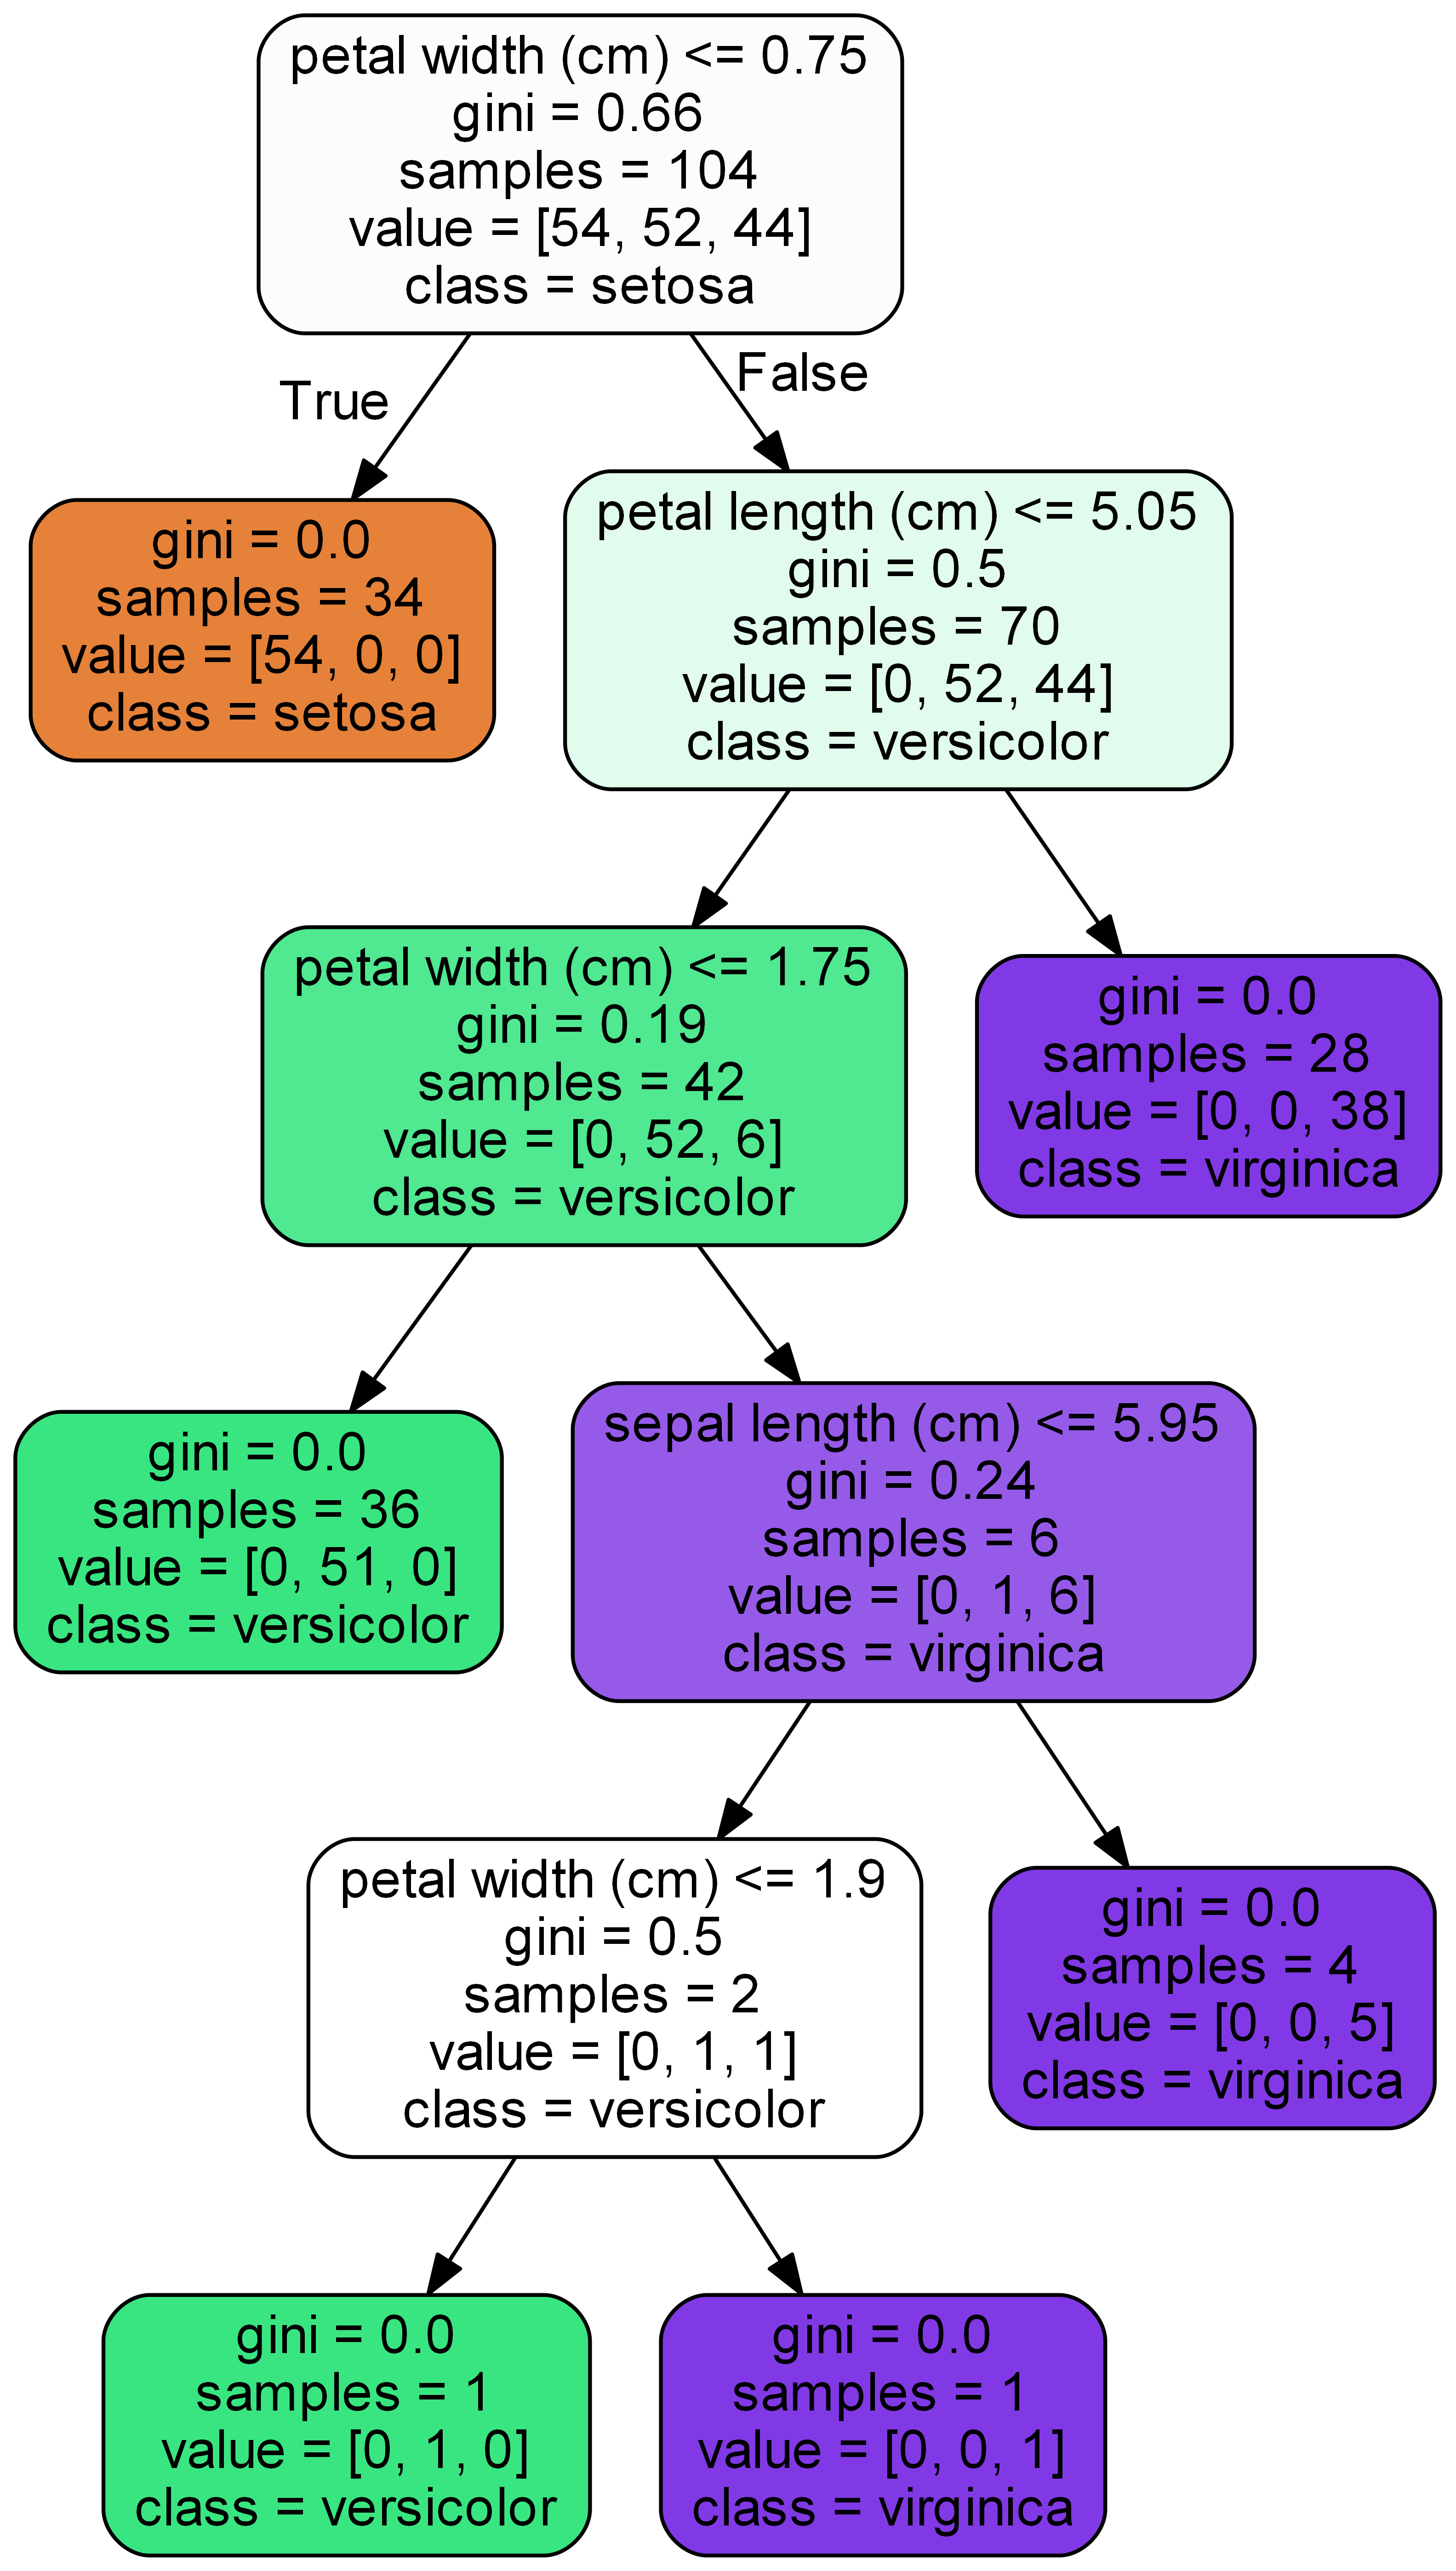 petal width (cm) <= 0.75
gini = 0.66
samples = 104
value = [54, 52, 44]
class = setosa
True
False
gini = 0.0
samples = 34
value = [54, 0, 0]
class = setosa
petal length (cm) <= 5.05
gini = 0.5
samples = 70
value = [0, 52, 44]
class = versicolor
petal width (cm) <= 1.75
gini = 0.19
samples = 42
value = [0, 52, 6]
class = versicolor
gini = 0.0
samples = 28
value = [0, 0, 38]
class = virginica
gini = 0.0
samples = 36
value = [0, 51, 0]
class = versicolor
sepal length (cm) <= 5.95
gini = 0.24
samples = 6
value = [0, 1, 6]
class = virginica
petal width (cm) <= 1.9
gini = 0.5
samples = 2
value = [0, 1, 1]
class = versicolor
gini = 0.0
samples = 4
value = [0, 0, 5]
class = virginica
gini = 0.0
samples = 1
value = [0, 1, 0]
class = versicolor
gini = 0.0
samples = 1
value = [0, 0, 1]
class = virginica